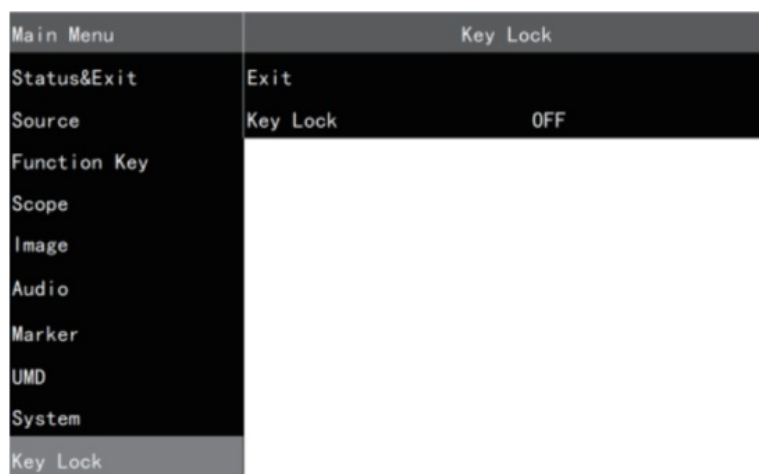 Main Menu
Key Lock
Status&Exit
Exit
Source
Key Lock OFF
Function Key
Scope
Image
Audio
Marker
UMD
System
Key Lock